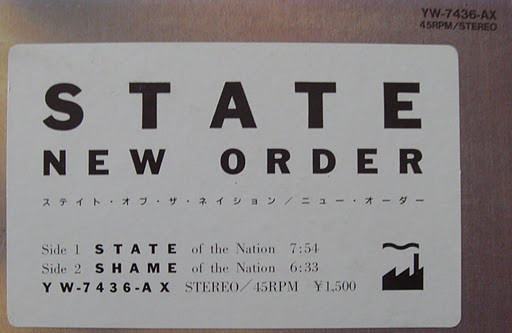 YW-7436-AX
45RPM/STEREO
STATE
NEW ORDER
ステイト・オブ・ザ・ネイション/ニュー・オーダー
Side 1 STATE of the Nation 7:54
Side 2 SHAME of the Nation 6:33
YW-7436-AX STEREO/45RPM ¥1,500